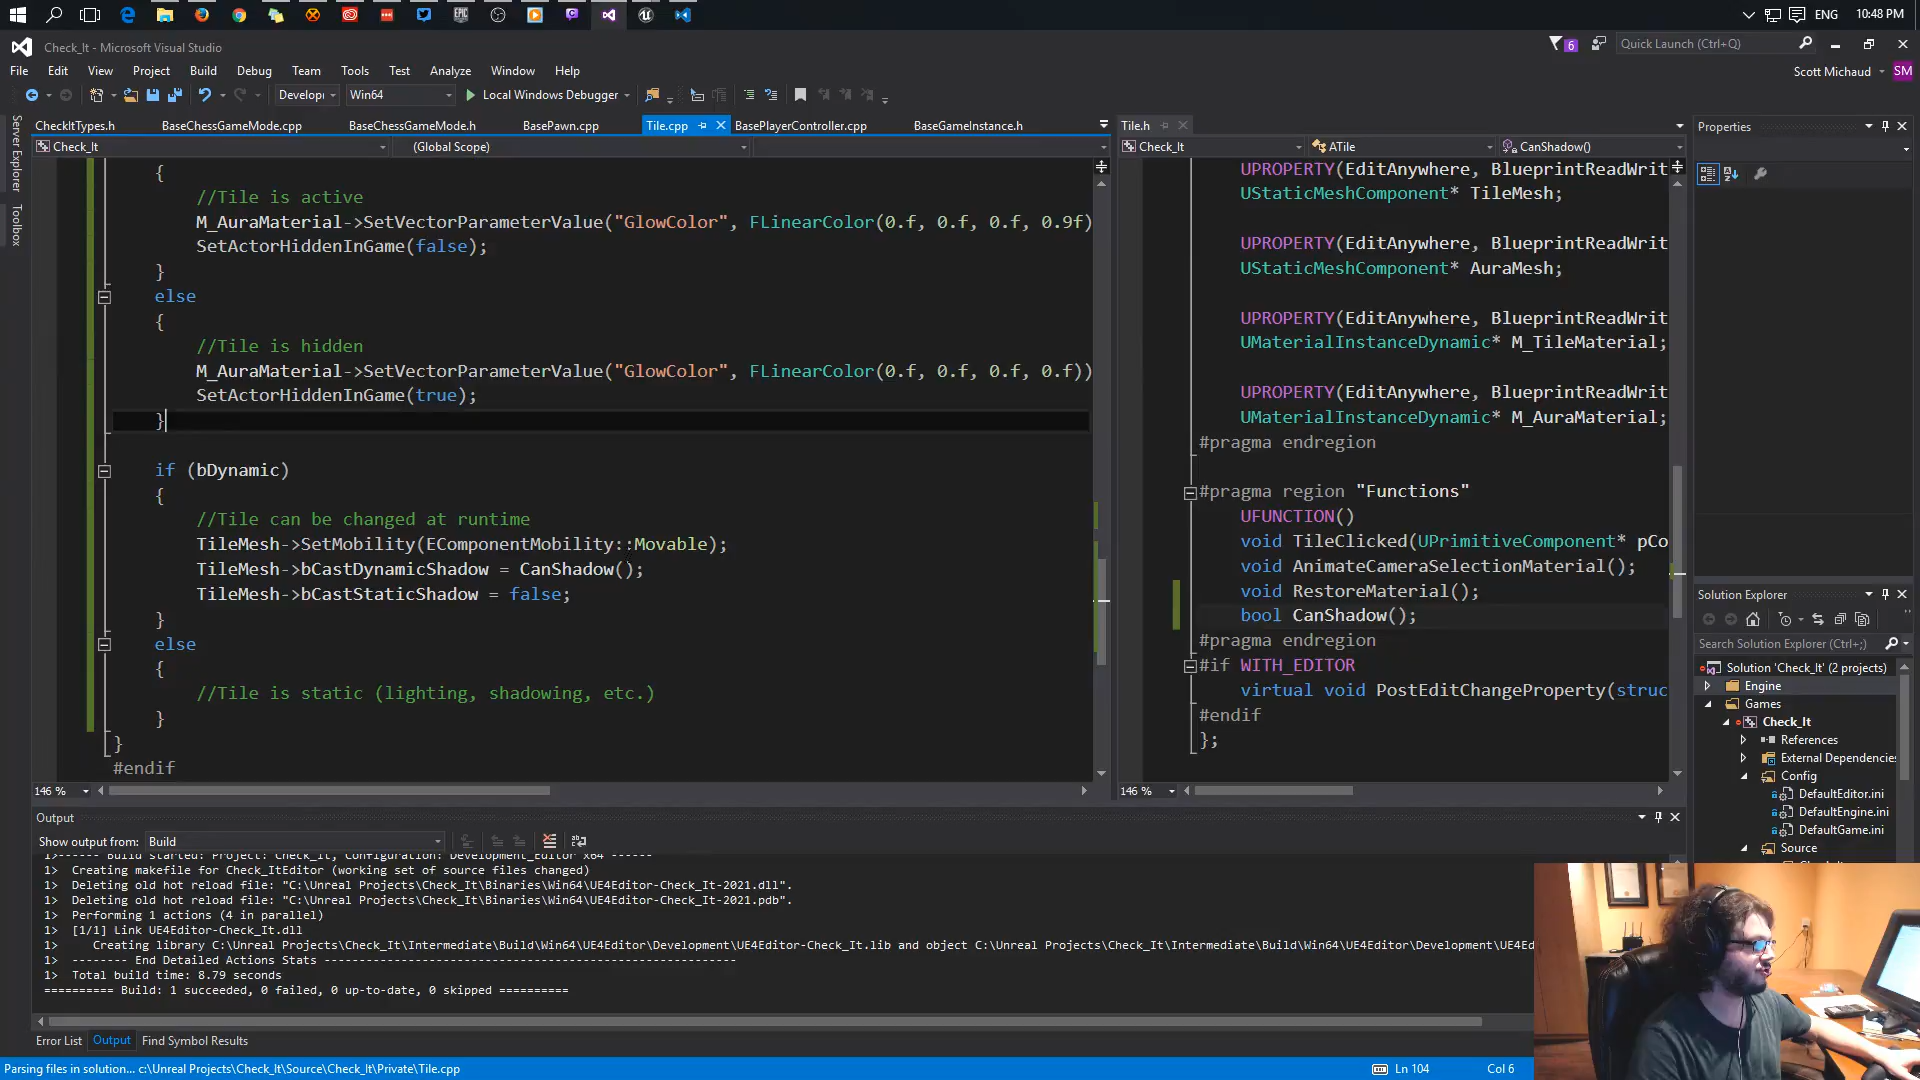 ENG
10:48 PM
Check_It - Microsoft Visual Studio
6
Quick Launch (Ctrl+Q)
File Edit View Project Build Debug Team Tools Test Analyze Window Help
Scott Michaud
SM
Develop Win64 Local Windows Debugger
CheckItTypes.h BaseChessGameMode.cpp BaseChessGameMode.h BasePawn.cpp Tile.cpp BasePlayerController.cpp BaseGameInstance.h
Check_It (Global Scope)
{
//Tile is active
M_AuraMaterial->SetVectorParameterValue("GlowColor", FLinearColor(0.f, 0.f, 0.f, 0.9f)
SetActorHiddenInGame(false);
}
else
{
//Tile is hidden
M_AuraMaterial->SetVectorParameterValue("GlowColor", FLinearColor(0.f, 0.f, 0.f, 0.f))
SetActorHiddenInGame(true);
}
if (bDynamic)
{
//Tile can be changed at runtime
TileMesh->SetMobility(EComponentMobility::Movable);
TileMesh->bCastDynamicShadow = CanShadow();
TileMesh->bCastStaticShadow = false;
}
else
{
//Tile is static (lighting, shadowing, etc.)
}
}
#endif
146 %
Tile.h
Check_It ATile CanShadow()
UPROPERTY(EditAnywhere, BlueprintReadWrit
UStaticMeshComponent* TileMesh;
UPROPERTY(EditAnywhere, BlueprintReadWrit
UStaticMeshComponent* AuraMesh;
UPROPERTY(EditAnywhere, BlueprintReadWrit
UMaterialInstanceDynamic* M_TileMaterial;
UPROPERTY(EditAnywhere, BlueprintReadWrit
UMaterialInstanceDynamic* M_AuraMaterial;
#pragma endregion
#pragma region "Functions"
UFUNCTION()
void TileClicked(UPrimitiveComponent* pCo
void AnimateCameraSelectionMaterial();
void RestoreMaterial();
bool CanShadow();
#pragma endregion
#if WITH_EDITOR
virtual void PostEditChangeProperty(struc
#endif
};
146 %
Properties
Solution Explorer
Search Solution Explorer (Ctrl+;)
Solution 'Check_It' (2 projects)
Engine
Games
Check_It
References
External Dependencies
Config
DefaultEditor.ini
DefaultEngine.ini
DefaultGame.ini
Source
Server Explorer
Toolbox
Output
Show output from: Build
1>------ Build started: Project: Check_It, Configuration: Development_Editor x64 ------
1> Creating makefile for Check_ItEditor (working set of source files changed)
1> Deleting old hot reload file: "C:\Unreal Projects\Check_It\Binaries\Win64\UE4Editor-Check_It-2021.dll".
1> Deleting old hot reload file: "C:\Unreal Projects\Check_It\Binaries\Win64\UE4Editor-Check_It-2021.pdb".
1> Performing 1 actions (4 in parallel)
1> [1/1] Link UE4Editor-Check_It.dll
1> Creating library C:\Unreal Projects\Check_It\Intermediate\Build\Win64\UE4Editor\Development\UE4Editor-Check_It.lib and object C:\Unreal Projects\Check_It\Intermediate\Build\Win64\UE4Editor\Development\UE4Ed
1> -------- End Detailed Actions Stats -----------------------------------------------------------
1> Total build time: 8.79 seconds
========== Build: 1 succeeded, 0 failed, 0 up-to-date, 0 skipped ==========
Error List Output Find Symbol Results
Parsing files in solution... c:\Unreal Projects\Check_It\Source\Check_It\Private\Tile.cpp
Ln 104
Col 6